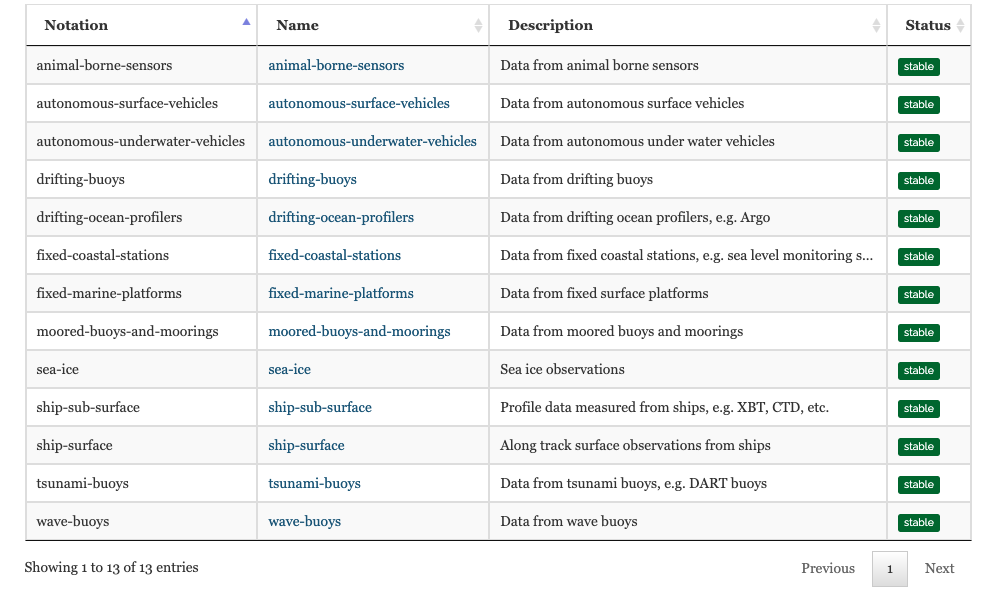 Notation Name Description Status
animal-borne-sensors animal-borne-sensors Data from animal borne sensors stable
autonomous-surface-vehicles autonomous-surface-vehicles Data from autonomous surface vehicles stable
autonomous-underwater-vehicles autonomous-underwater-vehicles Data from autonomous under water vehicles stable
drifting-buoys drifting-buoys Data from drifting buoys stable
drifting-ocean-profilers drifting-ocean-profilers Data from drifting ocean profilers, e.g. Argo stable
fixed-coastal-stations fixed-coastal-stations Data from fixed coastal stations, e.g. sea level monitoring s... stable
fixed-marine-platforms fixed-marine-platforms Data from fixed surface platforms stable
moored-buoys-and-moorings moored-buoys-and-moorings Data from moored buoys and moorings stable
sea-ice sea-ice Sea ice observations stable
ship-sub-surface ship-sub-surface Profile data measured from ships, e.g. XBT, CTD, etc. stable
ship-surface ship-surface Along track surface observations from ships stable
tsunami-buoys tsunami-buoys Data from tsunami buoys, e.g. DART buoys stable
wave-buoys wave-buoys Data from wave buoys stable
Showing 1 to 13 of 13 entries Previous 1 Next